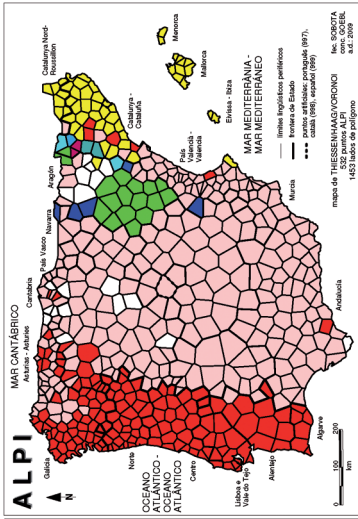 ALPI
N
MAR CANTÁBRICO
Galicia
Asturias - Asturies
Cantabria
País Vasco
Navarra
Aragón
Catalunya Nord-
Roussillon
Catalunya -
Cataluña
Menorca
Mallorca
Eivissa - Ibiza
País
Valencià -
Valencia
MAR MEDITERRÀNIA -
MAR MEDITERRÁNEO
Murcia
Andalucía
OCEANO
ATLÂNTICO -
OCÉANO
ATLÁNTICO
Norte
Centro
Lisboa e
Vale do Tejo
Alentejo
Algarve
0 100 200
km
límites lingüísticos periféricos
frontera de Estado
puntos artificiales: portugués (997),
català (998), español (999)
mapa de THIESSENHAAG/VORONOI
532 puntos ALPI
1453 lados de polígono
fec. SOBOTA
conc. GOEBL
a.d.: 2009